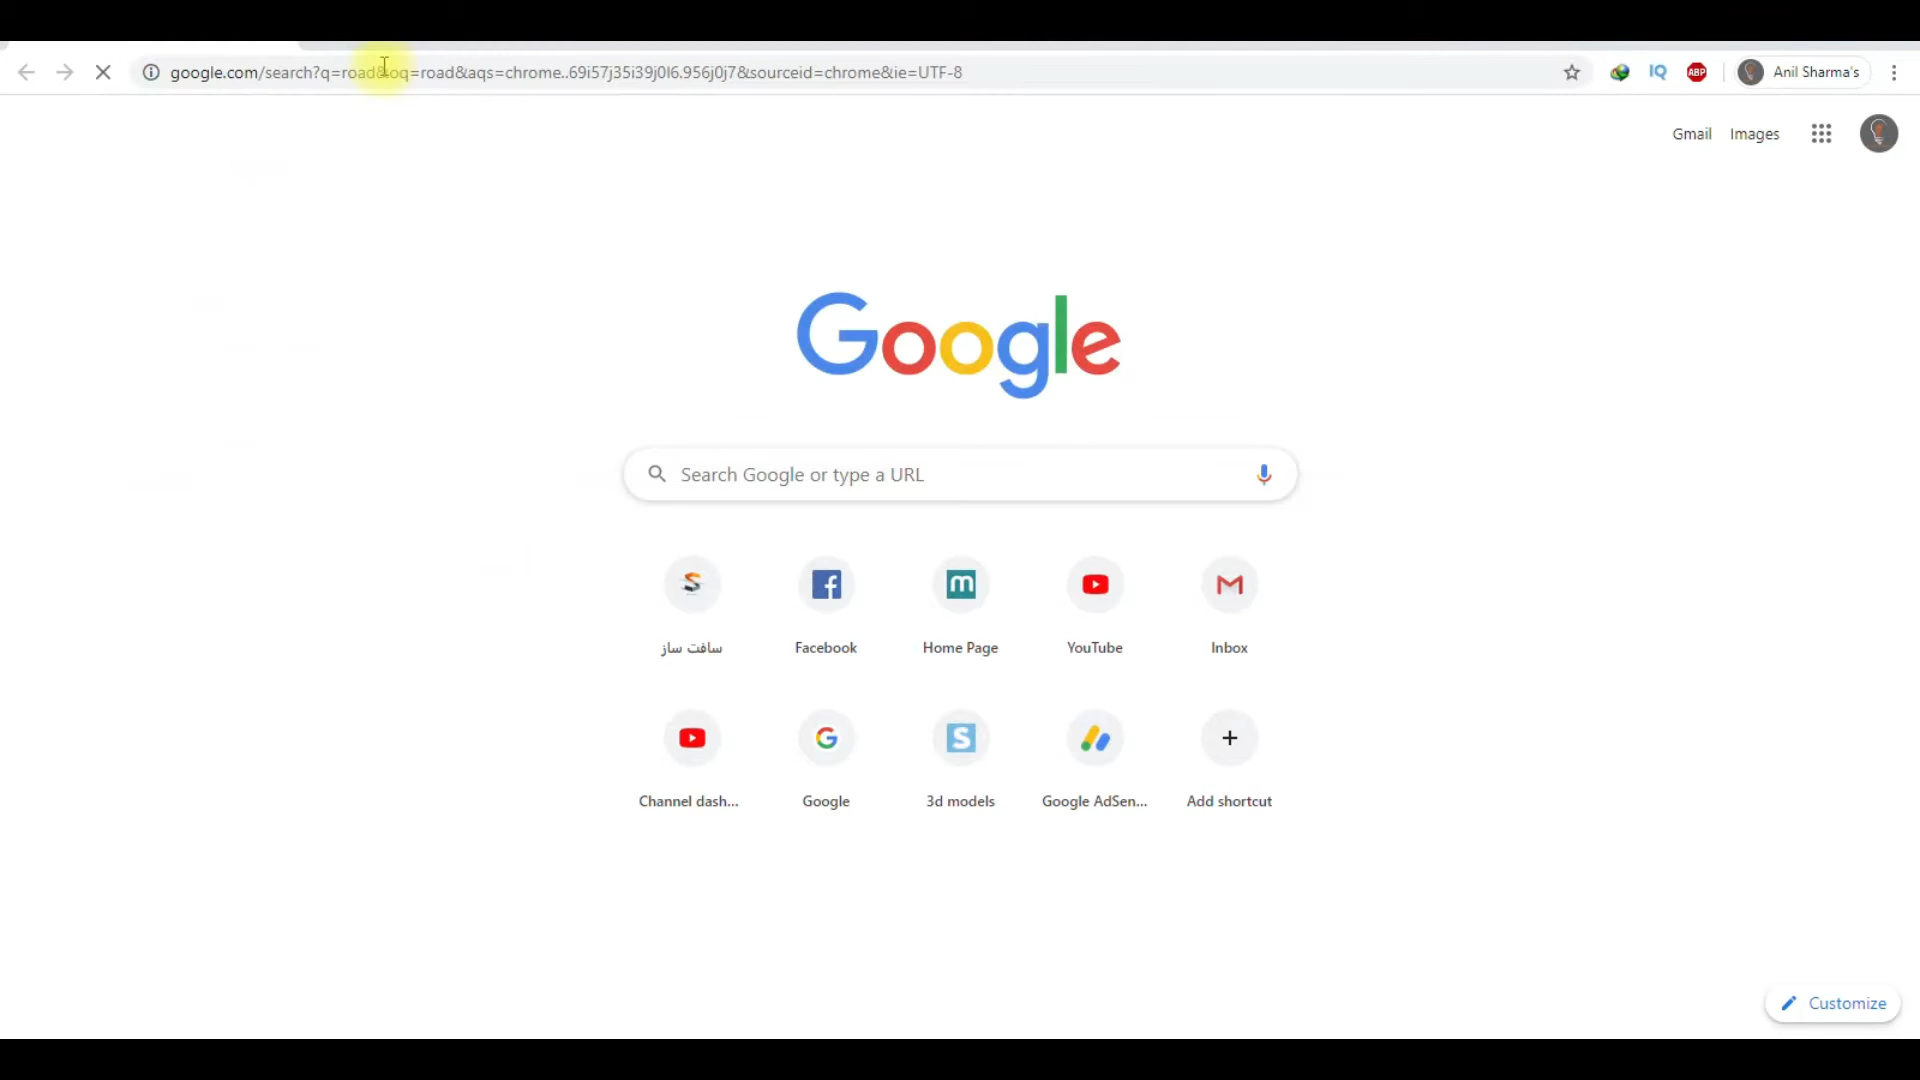 google.com/search?q=road&oq=road&aqs=chrome..69i57j35i39j0l6.956j0j7&sourceid=chrome&ie=UTF-8
IQ
ABP
Anil Sharma's
Gmail
Images
Google
Search Google or type a URL
سافت ساز
Facebook
Home Page
YouTube
Inbox
Channel dash...
Google
3d models
Google AdSen...
Add shortcut
Customize